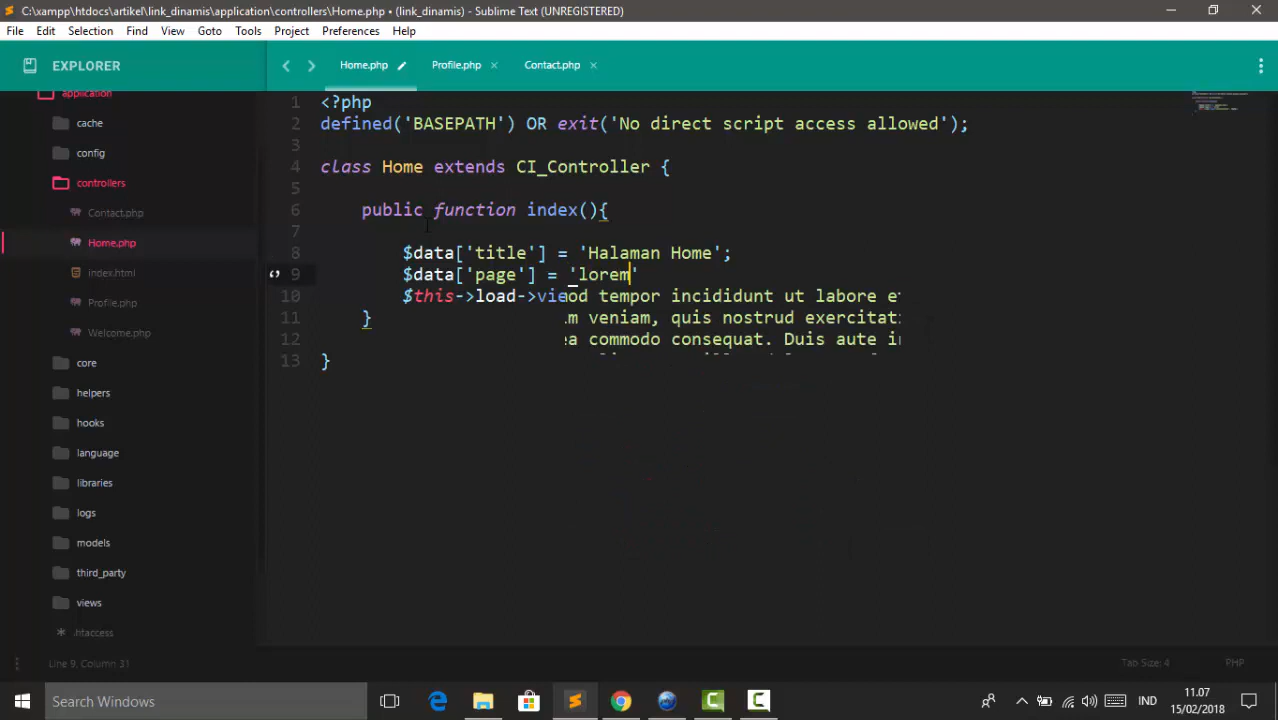 C:\xampp\htdocs\artikel\link_dinamis\application\controllers\Home.php • (link_dinamis) - Sublime Text (UNREGISTERED)
File Edit Selection Find View Goto Tools Project Preferences Help
EXPLORER
Home.php Profile.php Contact.php
application
cache
config
controllers
Contact.php
Home.php
index.html
Profile.php
Welcome.php
core
helpers
hooks
language
libraries
logs
models
third_party
views
.htaccess
1 <?php
2 defined('BASEPATH') OR exit('No direct script access allowed');
3
4 class Home extends CI_Controller {
5
6 public function index(){
7
8 $data['title'] = 'Halaman Home';
9 $data['page'] = 'lorem'
10 $this->load->vie
od tempor incididunt ut labore e
11 }
m veniam, quis nostrud exercitat
12
ea commodo consequat. Duis aute i
13 }
Line 9, Column 31
Tab Size: 4 PHP
Search Windows
IND
11.07
15/02/2018